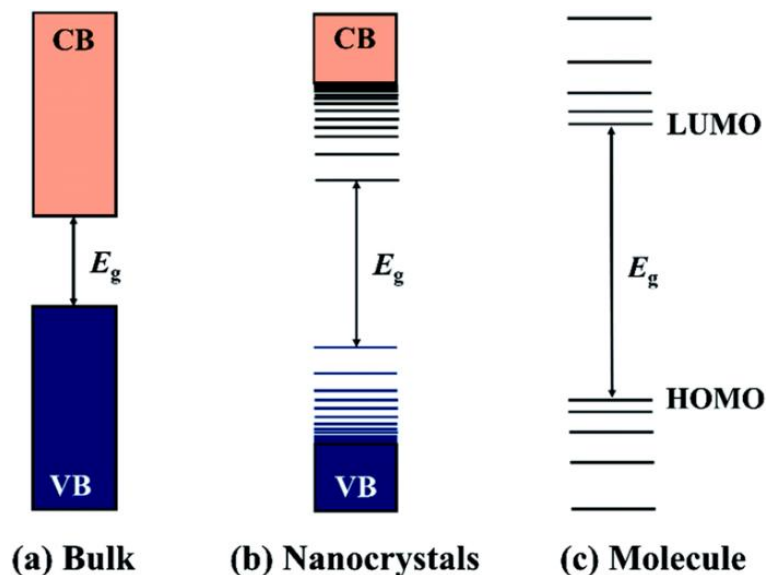 CB
CB
LUMO
Eg
Eg
Eg
HOMO
VB
VB
(a) Bulk
(b) Nanocrystals
(c) Molecule